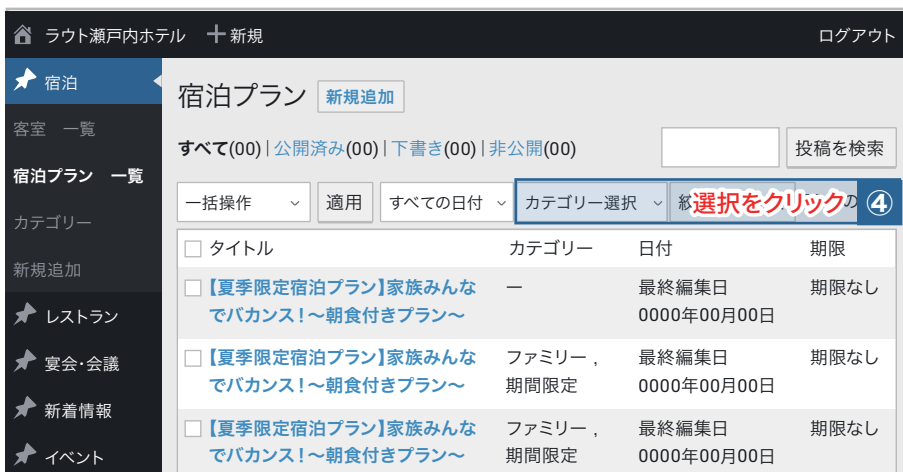 ラウト瀬戸内ホテル ＋新規 ログアウト
宿泊
客室 一覧
宿泊プラン 一覧
カテゴリー
新規追加
レストラン
宴会・会議
新着情報
イベント
宿泊プラン 新規追加
すべて(00)|公開済み(00)|下書き(00)|非公開(00)
投稿を検索
一括操作 適用 すべての日付 カテゴリー選択 絞 選択をクリック の ④
タイトル カテゴリー 日付 期限
【夏季限定宿泊プラン】家族みんな ー 最終編集日 期限なし
でバカンス！〜朝食付きプラン〜 0000年00月00日
【夏季限定宿泊プラン】家族みんな ファミリー , 最終編集日 期限なし
でバカンス！〜朝食付きプラン〜 期間限定 0000年00月00日
【夏季限定宿泊プラン】家族みんな ファミリー , 最終編集日 期限なし
でバカンス！〜朝食付きプラン〜 期間限定 0000年00月00日